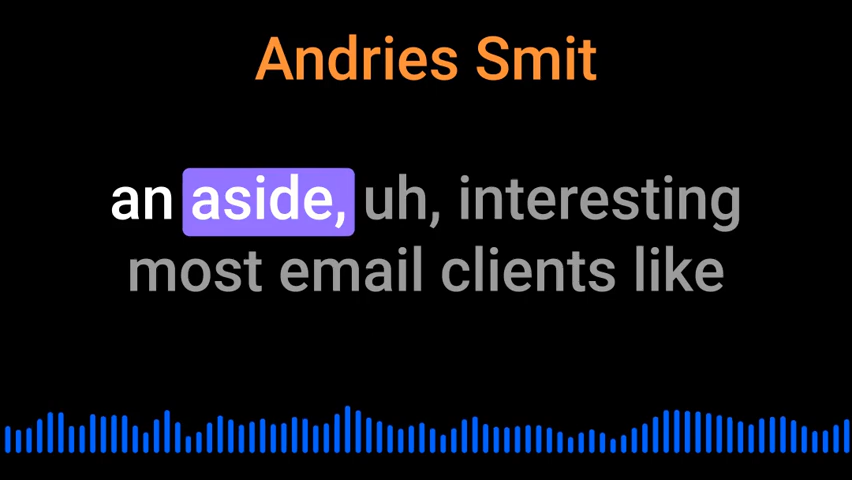 Andries Smit
an aside, uh, interesting
most email clients like